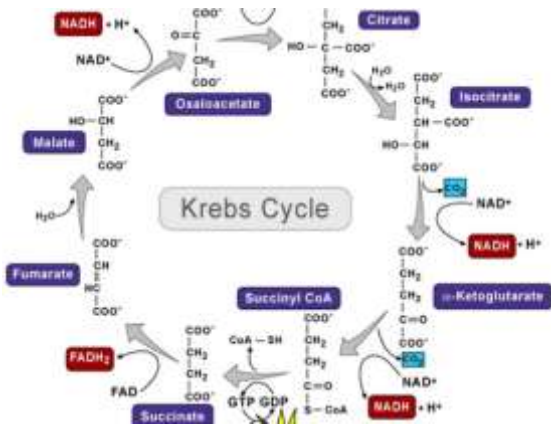 Krebs Cycle
Citrate
COO⁻
HO—C—COO⁻
CH₂
COO⁻
H₂O
H₂O
Isocitrate
COO⁻
CH₂
CH—COO⁻
HO—CH
COO⁻
CO₂
NAD⁺
NADH + H⁺
α-Ketoglutarate
COO⁻
CH₂
CH₂
C=O
COO⁻
CO₂
NAD⁺
NADH + H⁺
Succinyl CoA
COO⁻
CH₂
CH₂
C=O
S—CoA
CoA—SH
GTP GDP
Succinate
COO⁻
CH₂
CH₂
COO⁻
FAD
FADH₂
Fumarate
COO⁻
CH
HC
COO⁻
H₂O
Malate
COO⁻
HO—CH
CH₂
COO⁻
NAD⁺
NADH + H⁺
Oxaloacetate
COO⁻
O=C
CH₂
COO⁻